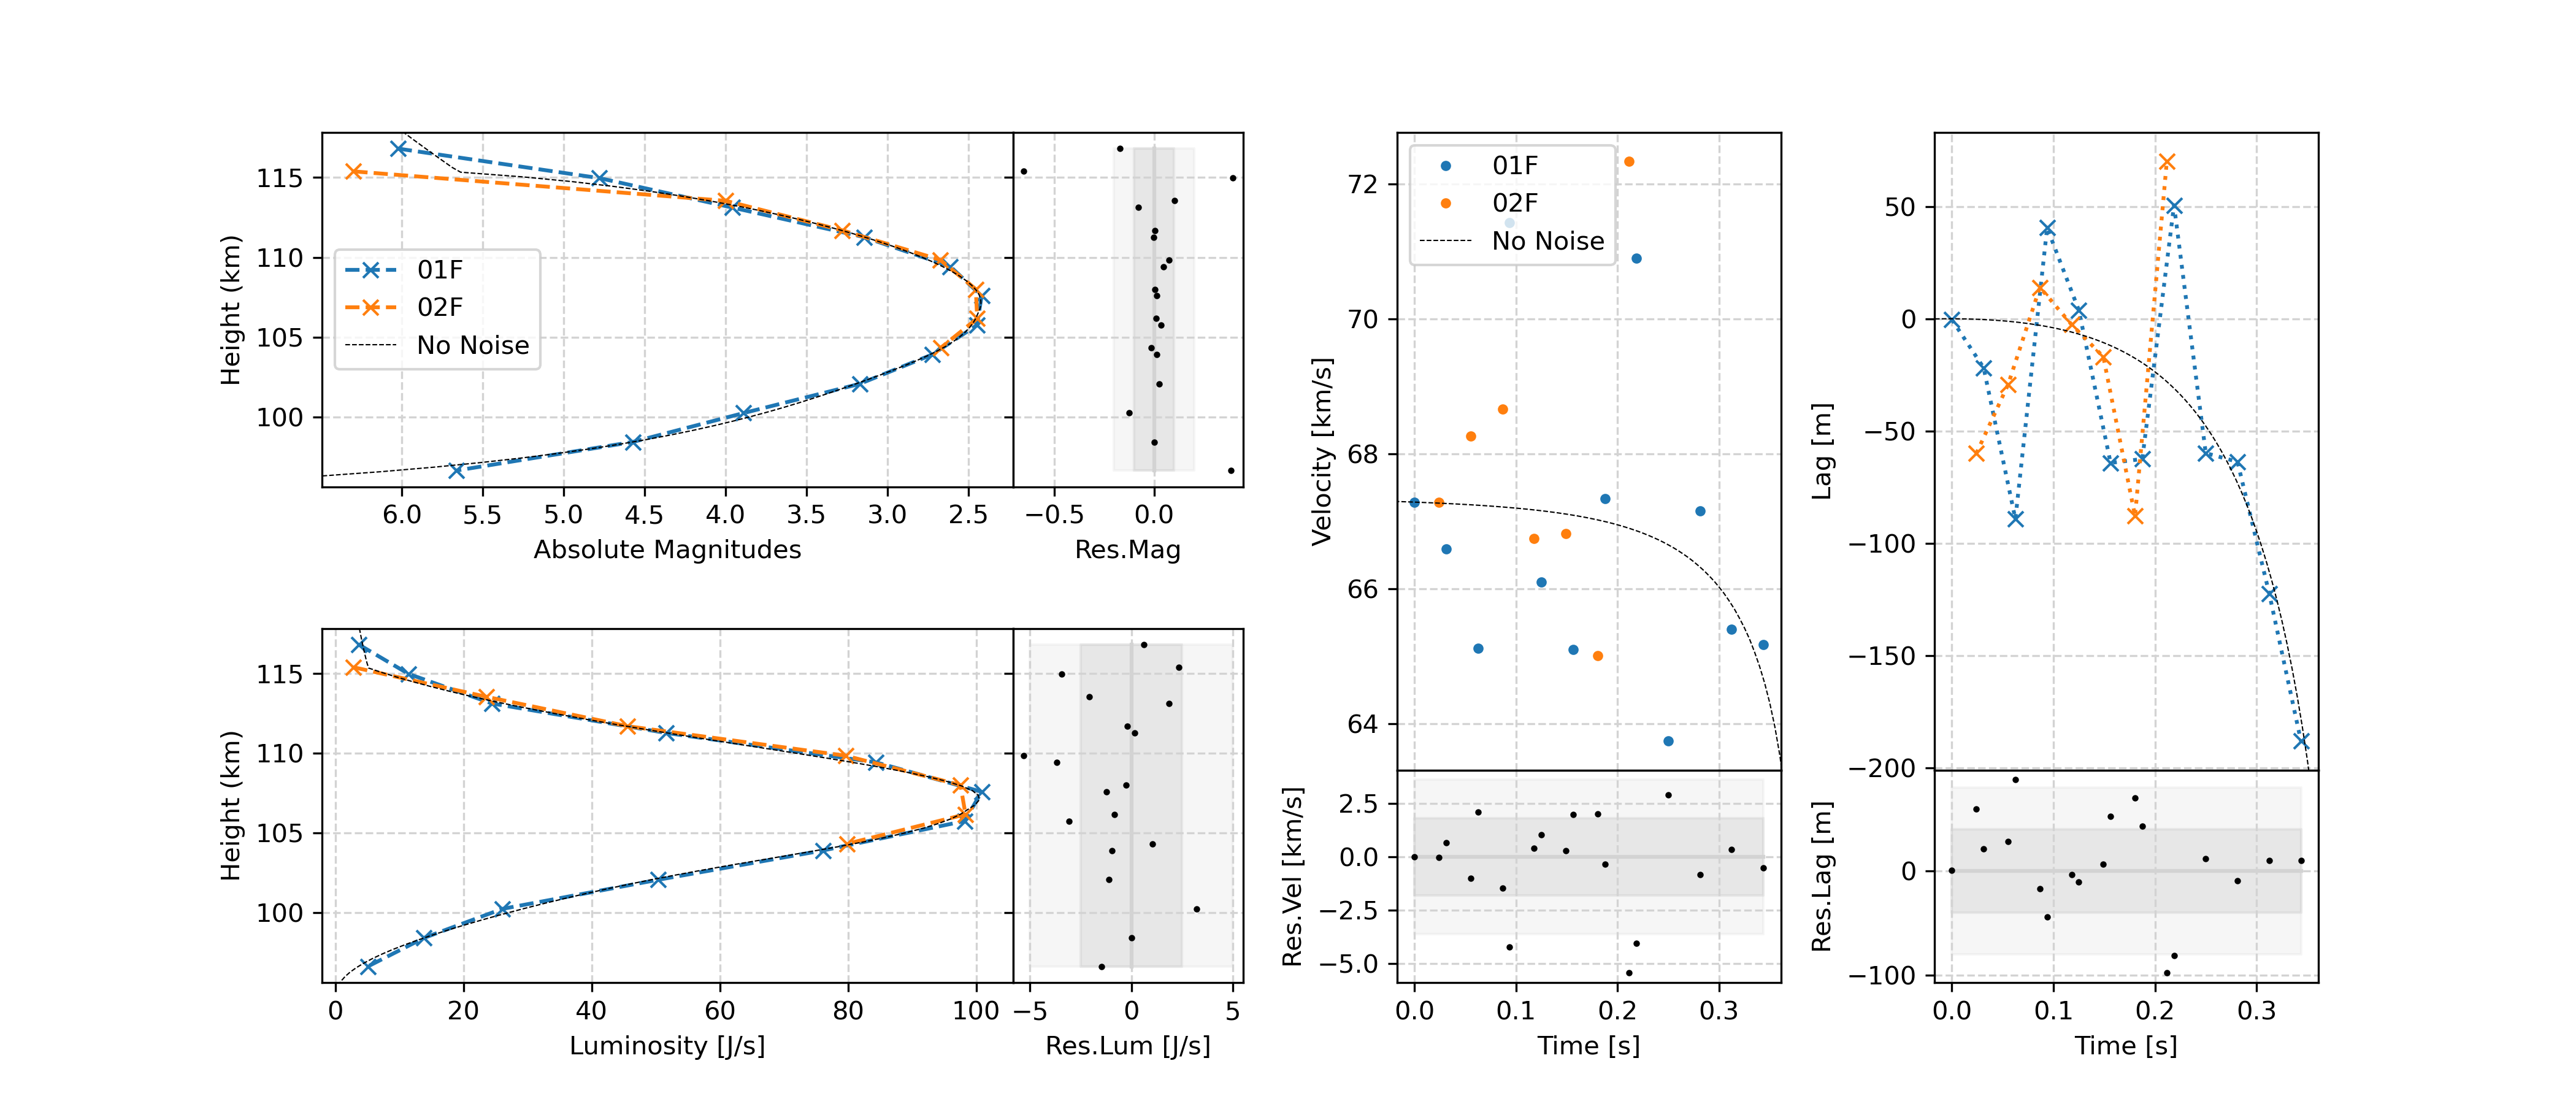 115
110
105
100
Height (km)
01F
02F
No Noise
6.0 5.5 5.0 4.5 4.0 3.5 3.0 2.5
Absolute Magnitudes
−0.5 0.0
Res.Mag
115
110
105
100
Height (km)
0 20 40 60 80 100
Luminosity [J/s]
−5 0 5
Res.Lum [J/s]
72
70
68
66
64
Velocity [km/s]
01F
02F
No Noise
2.5
0.0
−2.5
−5.0
Res.Vel [km/s]
0.0 0.1 0.2 0.3
Time [s]
50
0
−50
−100
−150
−200
Lag [m]
0
−100
Res.Lag [m]
0.0 0.1 0.2 0.3
Time [s]